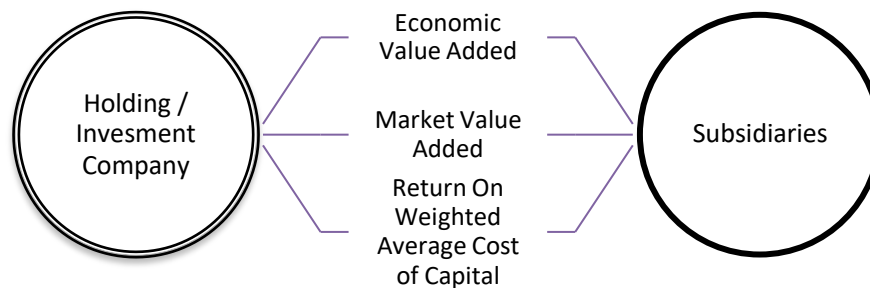 Holding /
Invesment
Company
Economic
Value Added
Market Value
Added
Return On
Weighted
Average Cost
of Capital
Subsidiaries